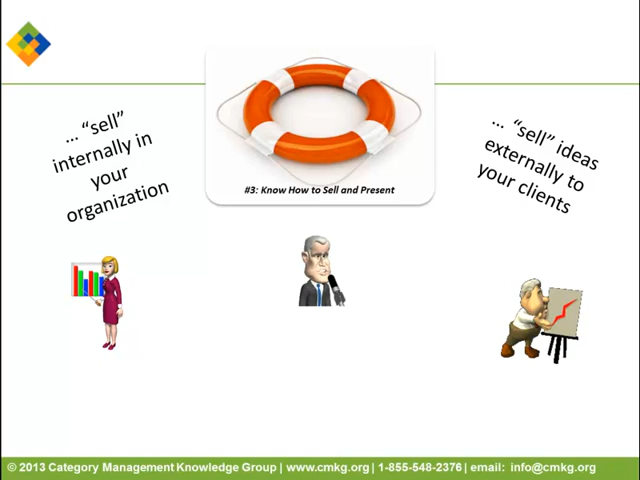 … “sell”
internally in
your
organization
#3: Know How to Sell and Present
… “sell” ideas
externally to
your clients
© 2013 Category Management Knowledge Group | www.cmkg.org | 1-855-548-2376 | email:  info@cmkg.org